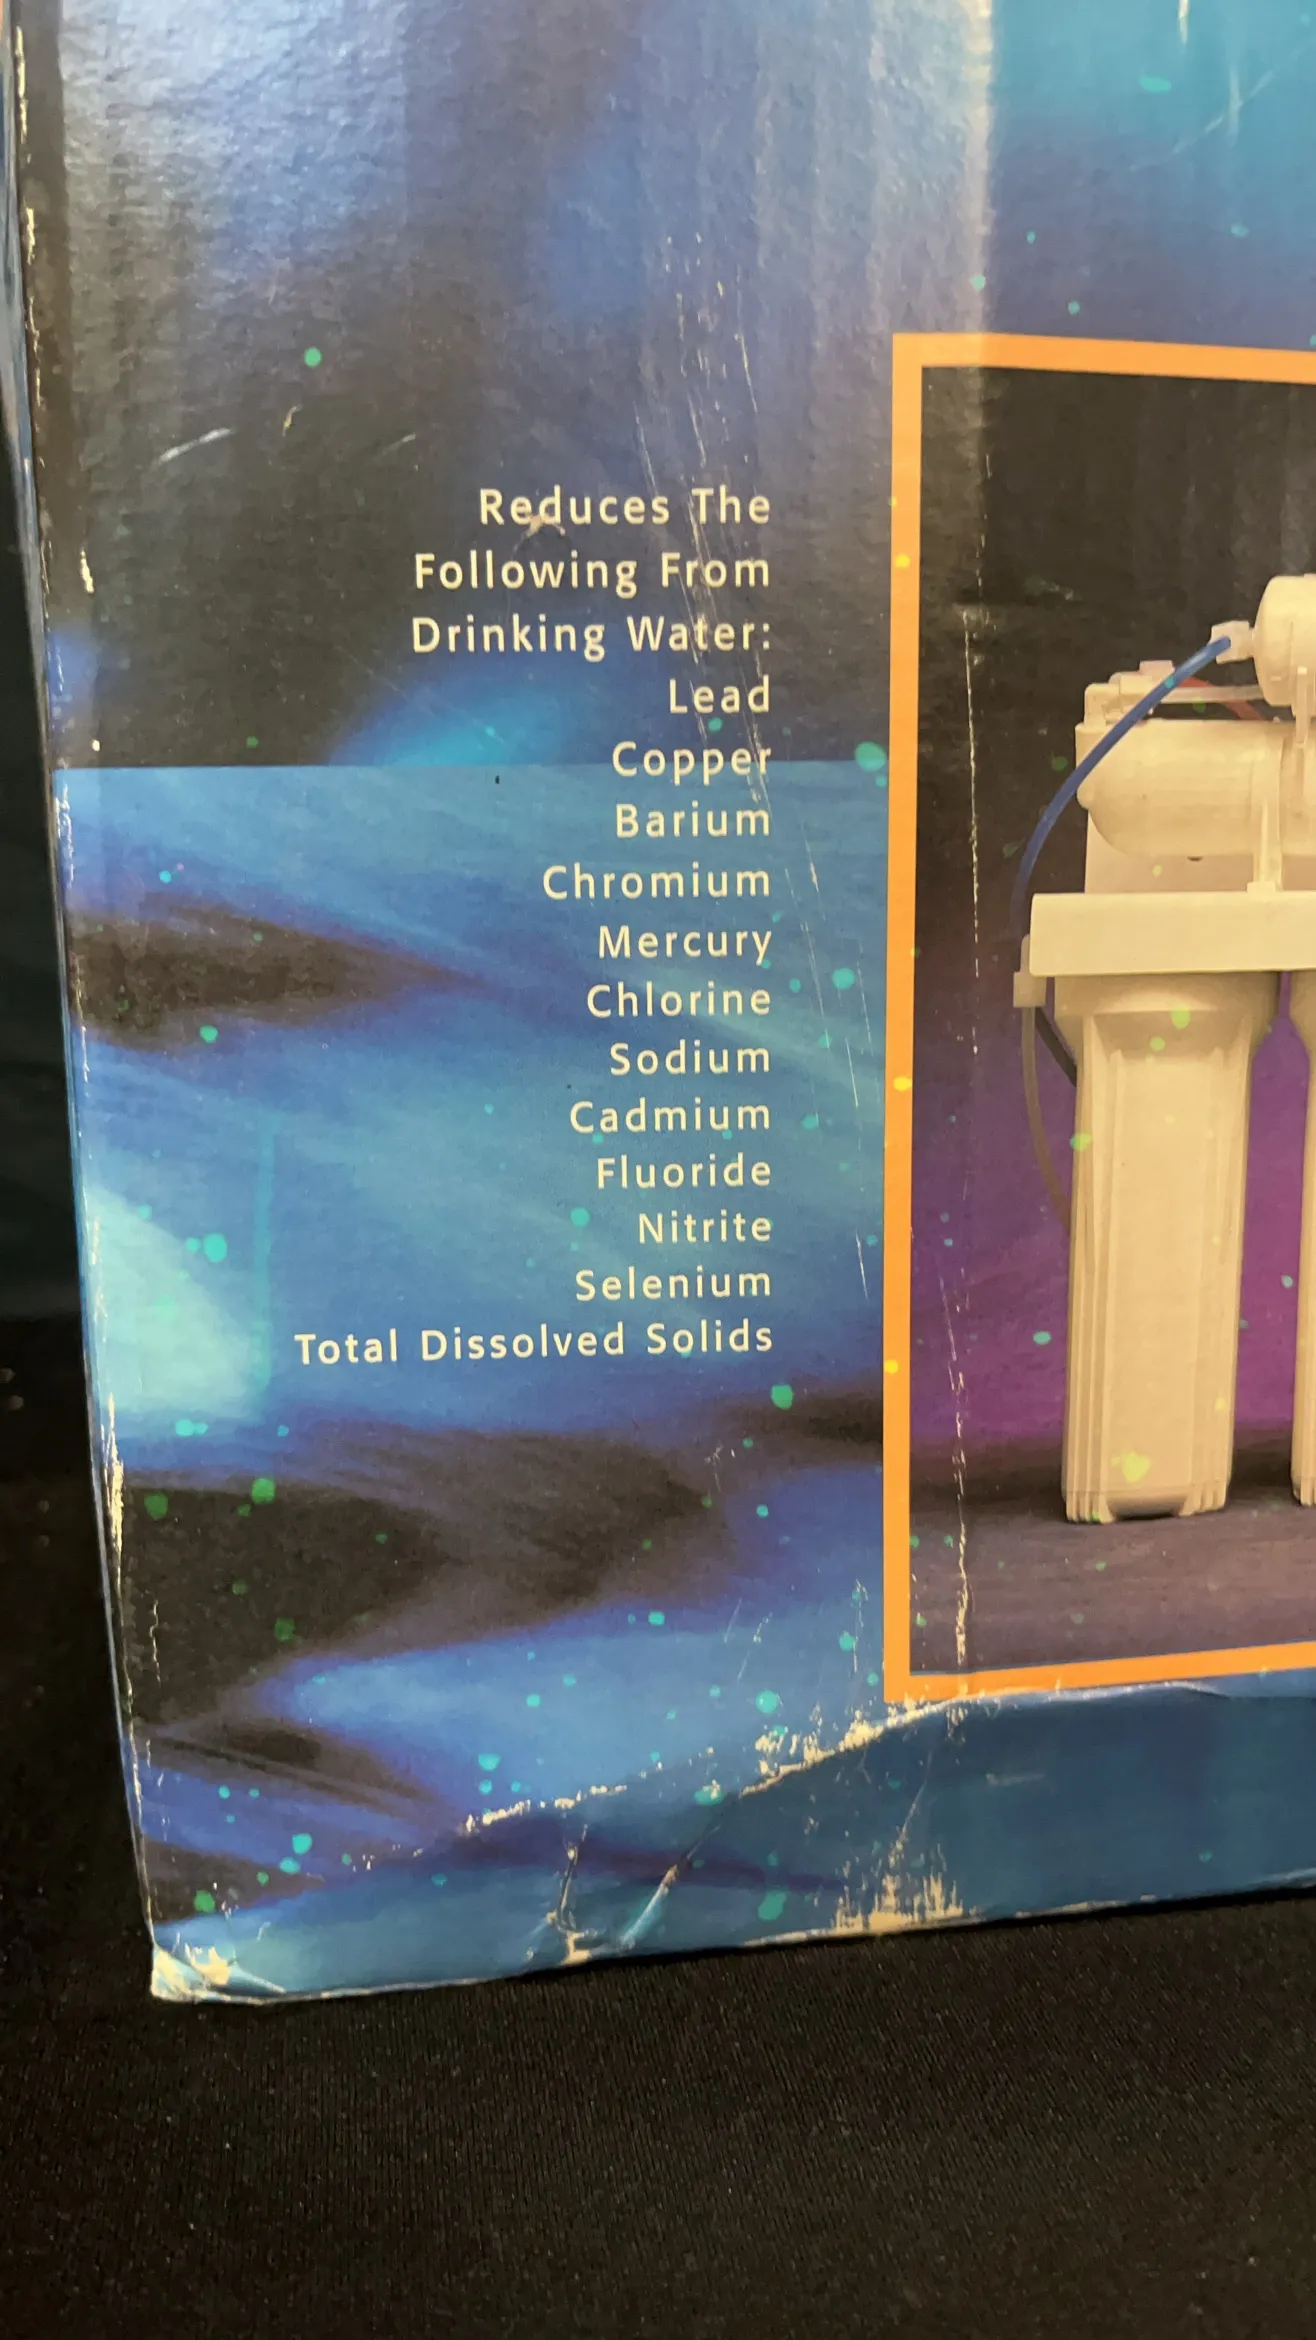 Reduces The
Following From
Drinking Water:
Lead
Copper
Barium
Chromium
Mercury
Chlorine
Sodium
Cadmium
Fluoride
Nitrite
Selenium
Total Dissolved Solids